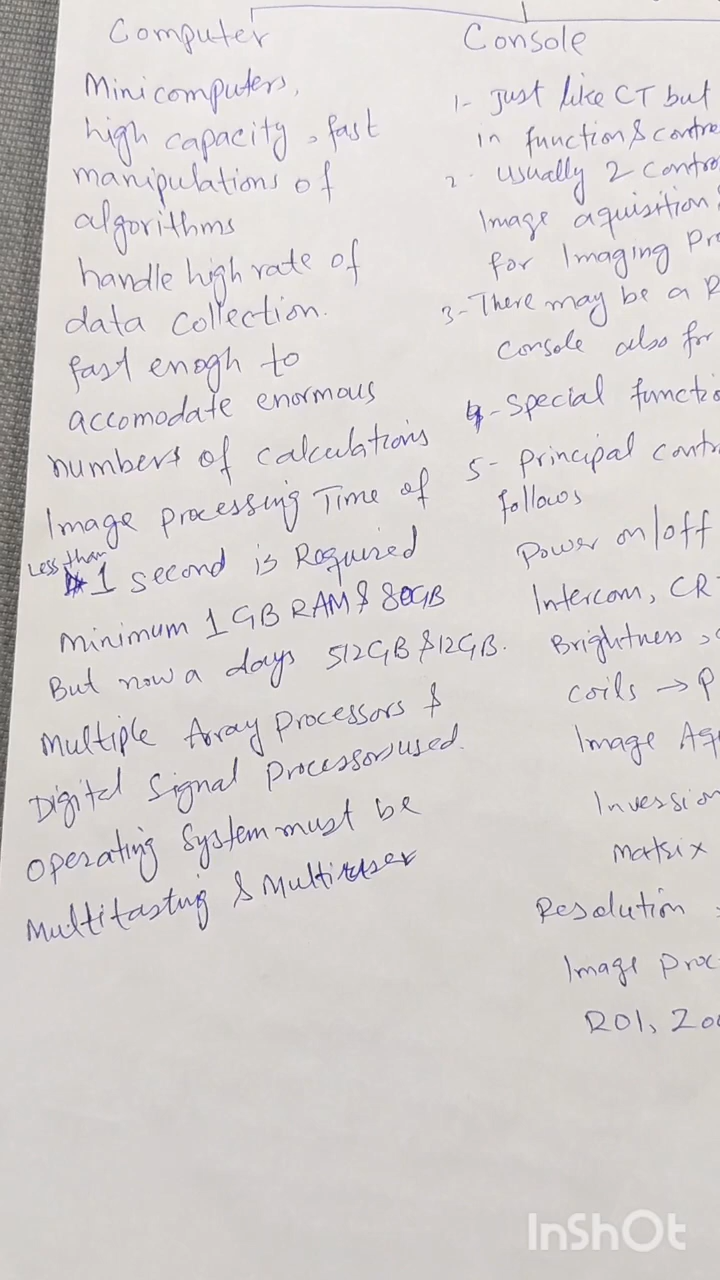 Computer
Minicomputers,
high capacity, fast
manipulations of
algorithms
handle high rate of
data collection.
fast enogh to
accomodate enormous
numbers of calculations
Image processing Time of
Less than
1 second is Required
Minimum 1 GB RAM & 80GB
But now a days 512GB & 12GB.
Multiple Array Processors &
Digital Signal Processors used.
Operating System must be
Multitasting & Multiuser
Console
1- Just like CT but
in function & contro
2- usually 2 contro
Image aquisition
for Imaging Pro
3- There may be a R
console also for
4- Special functio
5- Principal contr
follows
Power on/off
Intercom, CR
Brightness,
coils → P
Image Aq
Inversion
Matrix
Resolution
Image Proc
ROI, Zoo
InShOt